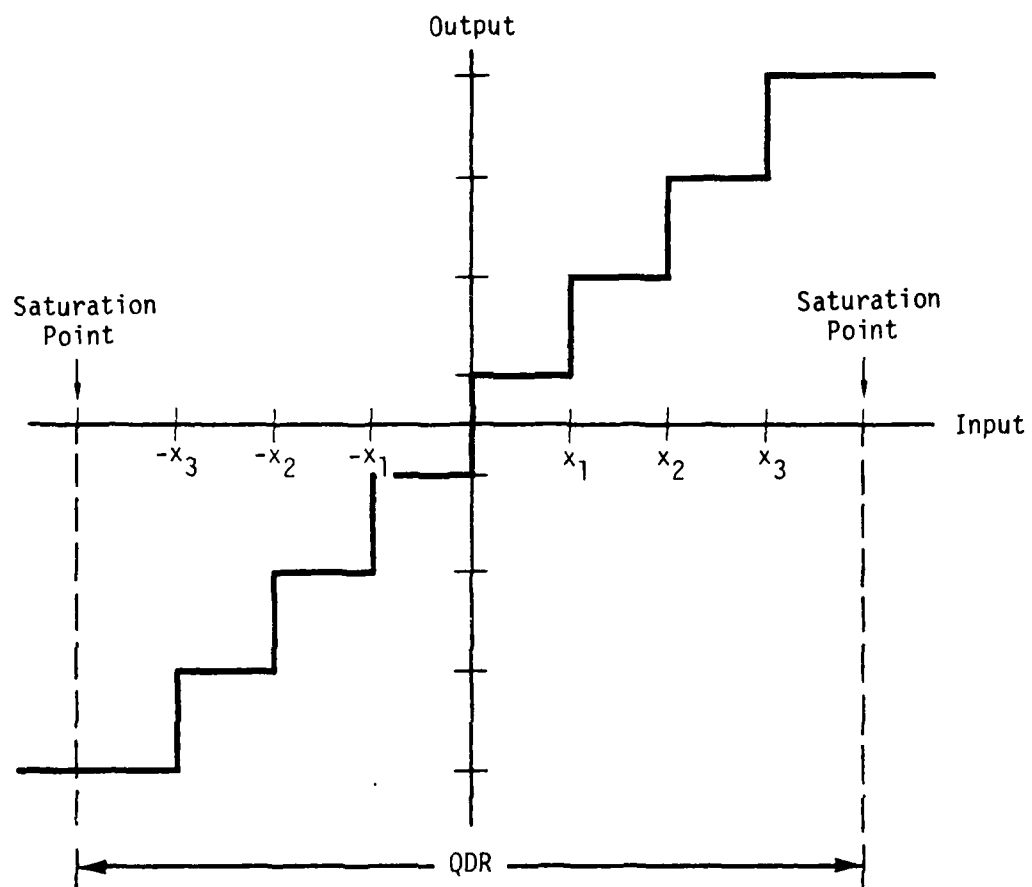 Output
Saturation
Point
Saturation
Point
Input
-x3 -x2 -x1 x1 x2 x3
QDR